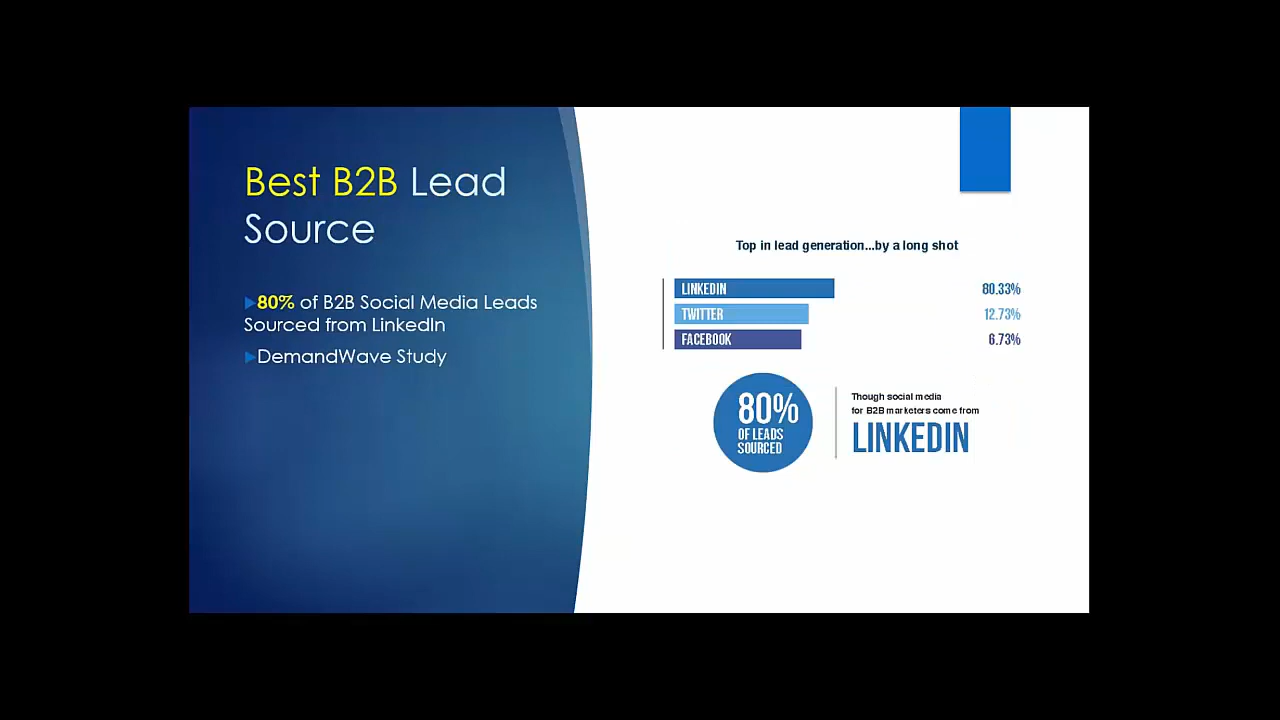 Best B2B Lead
Source
80% of B2B Social Media Leads
Sourced from LinkedIn
DemandWave Study
Top in lead generation...by a long shot
LINKEDIN 80.33%
TWITTER 12.73%
FACEBOOK 6.73%
80%
OF LEADS
SOURCED
Though social media
for B2B marketers come from
LINKEDIN